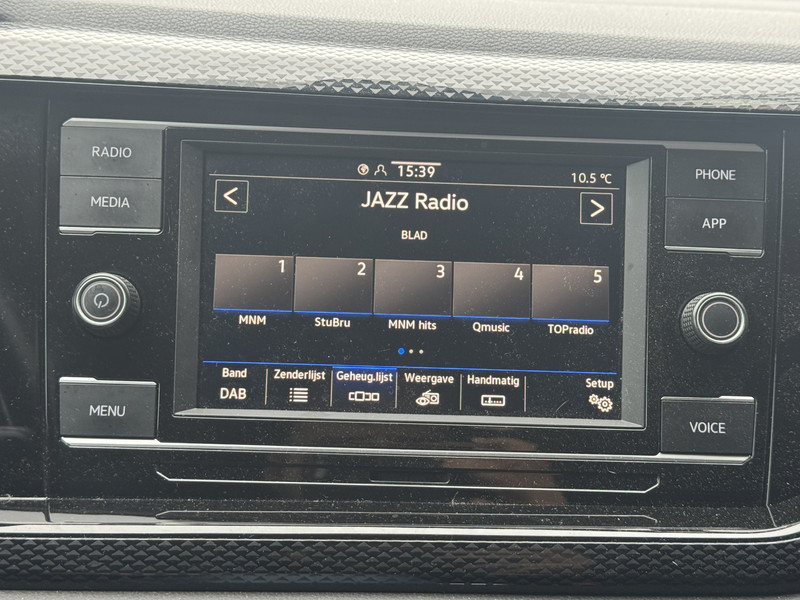 RADIO
MEDIA
MENU
15:39
10.5 °C
<
JAZZ Radio
>
BLAD
1
2
3
4
5
MNM
StuBru
MNM hits
Qmusic
TOPradio
Band
DAB
Zenderlijst
Geheug.lijst
Weergave
Handmatig
Setup
PHONE
APP
VOICE